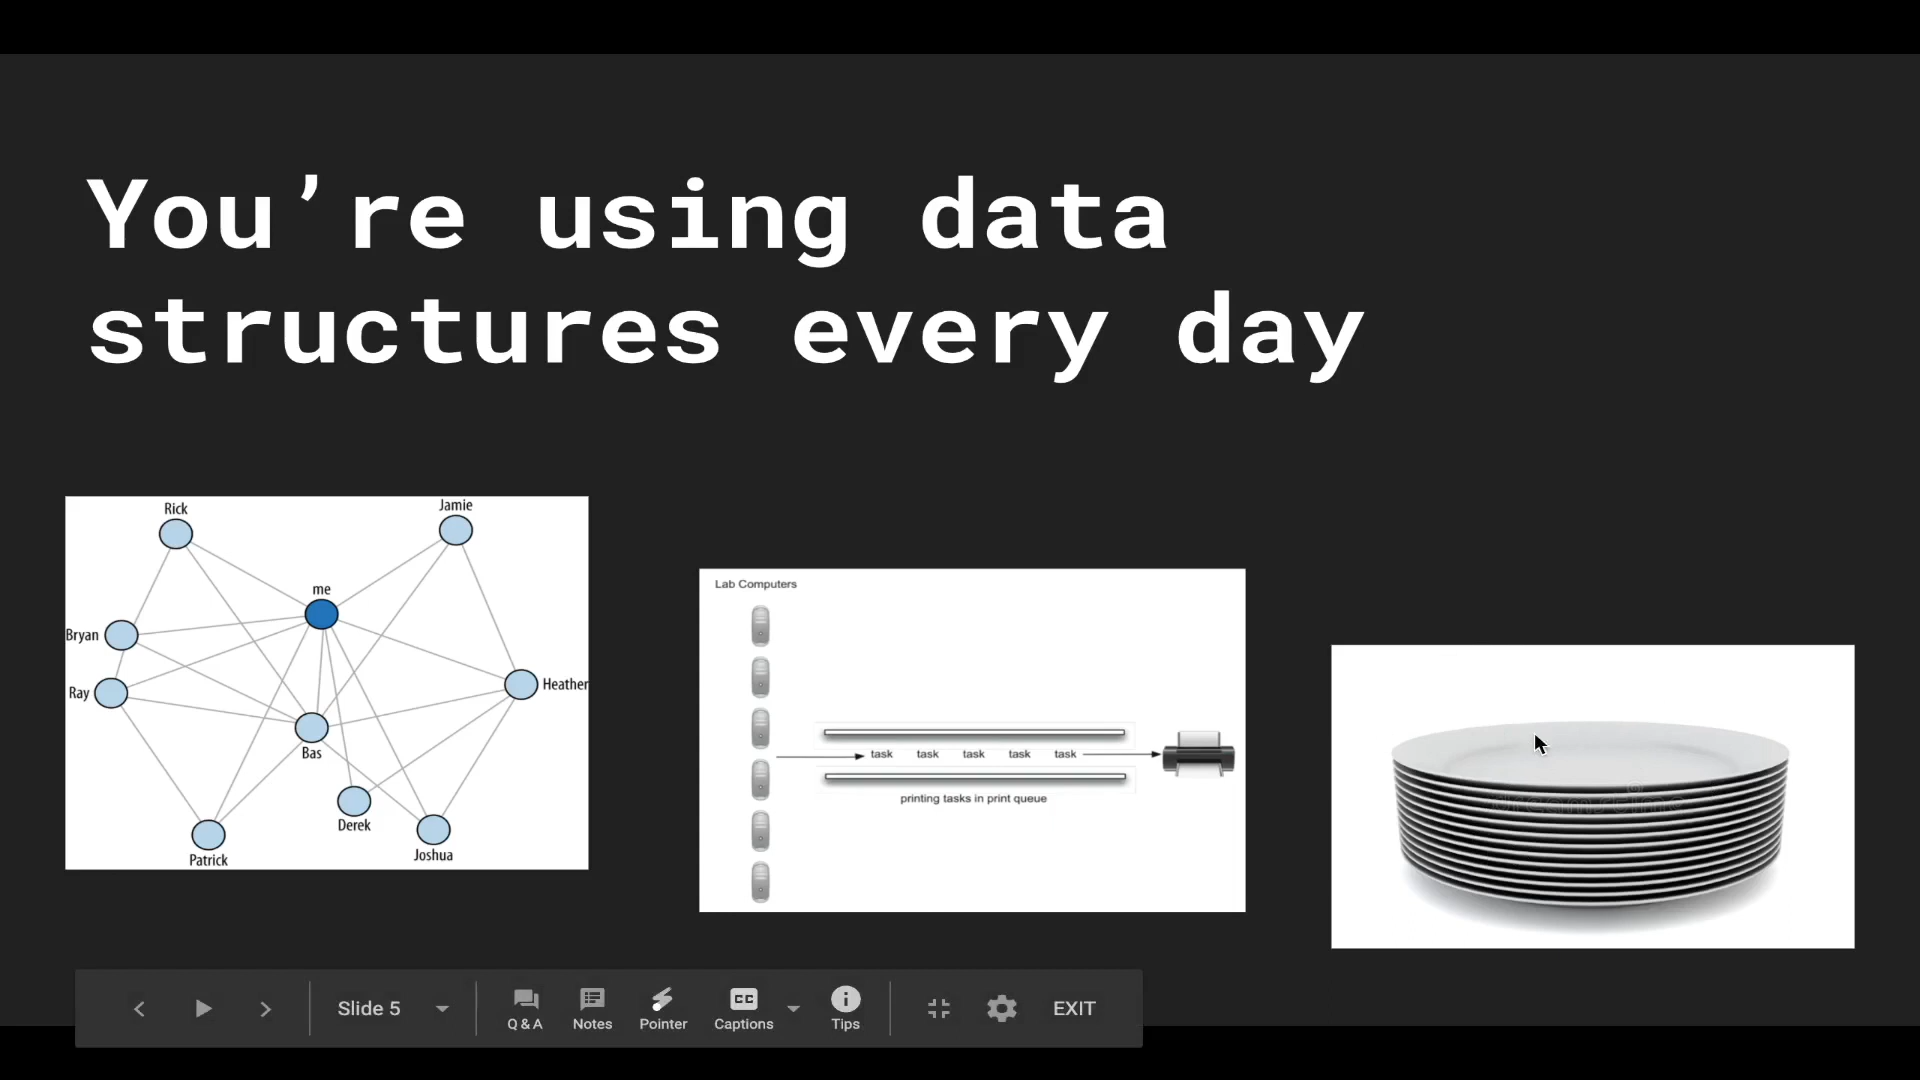 You’re using data
structures every day
Rick
Jamie
me
Bryan
Ray
Heather
Bas
Derek
Patrick
Joshua
Lab Computers
task task task task task
printing tasks in print queue
Slide 5
Q & A
Notes
Pointer
CC
Captions
Tips
EXIT